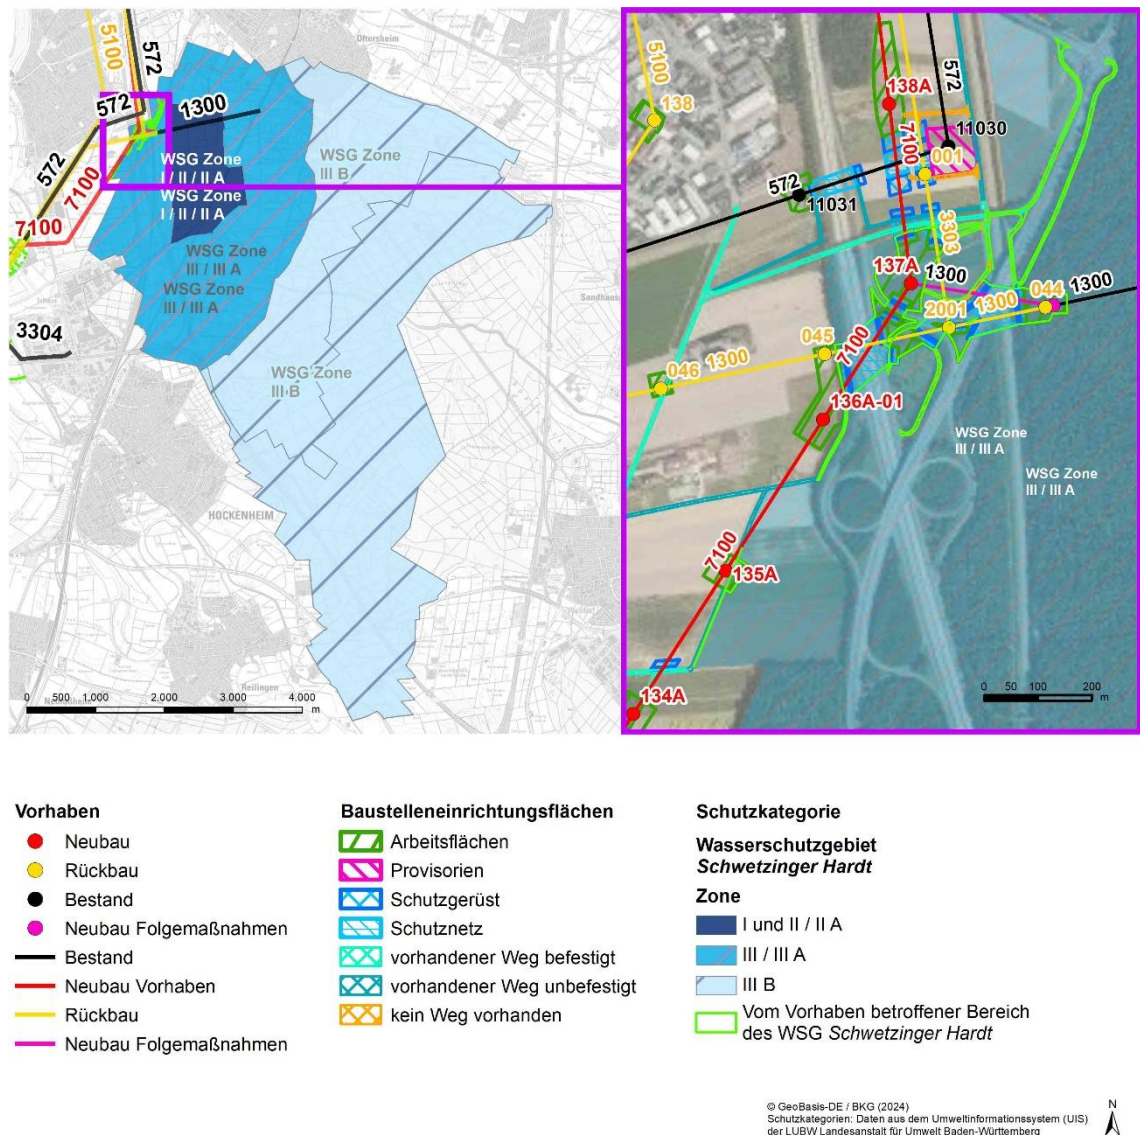 Oftersheim
5100
572
572
1300
572
7100
7100
3304
WSG Zone
I / II / II A
WSG Zone
I / II / II A
WSG Zone
III B
WSG Zone
III / III A
WSG Zone
III / III A
WSG Zone
III B
HOCKENHEIM
Reilingen
0 500 1.000 2.000 3.000 4.000
m
5100
138
138A
572
7100
11030
001
572
11031
3303
137A
1300
1300
044
2001
1300
045
7100
046
1300
136A-01
WSG Zone
III / III A
WSG Zone
III / III A
7100
135A
134A
0 50 100 200
m
Vorhaben
Neubau
Rückbau
Bestand
Neubau Folgemaßnahmen
Bestand
Neubau Vorhaben
Rückbau
Neubau Folgemaßnahmen
Baustelleneinrichtungsflächen
Arbeitsflächen
Provisorien
Schutzgerüst
Schutznetz
vorhandener Weg befestigt
vorhandener Weg unbefestigt
kein Weg vorhanden
Schutzkategorie
Wasserschutzgebiet
Schwetzinger Hardt
Zone
I und II / II A
III / III A
III B
Vom Vorhaben betroffener Bereich
des WSG Schwetzinger Hardt
© GeoBasis-DE / BKG (2024)
Schutzkategorien: Daten aus dem Umweltinformationssystem (UIS)
der LUBW Landesanstalt für Umwelt Baden-Württemberg
N